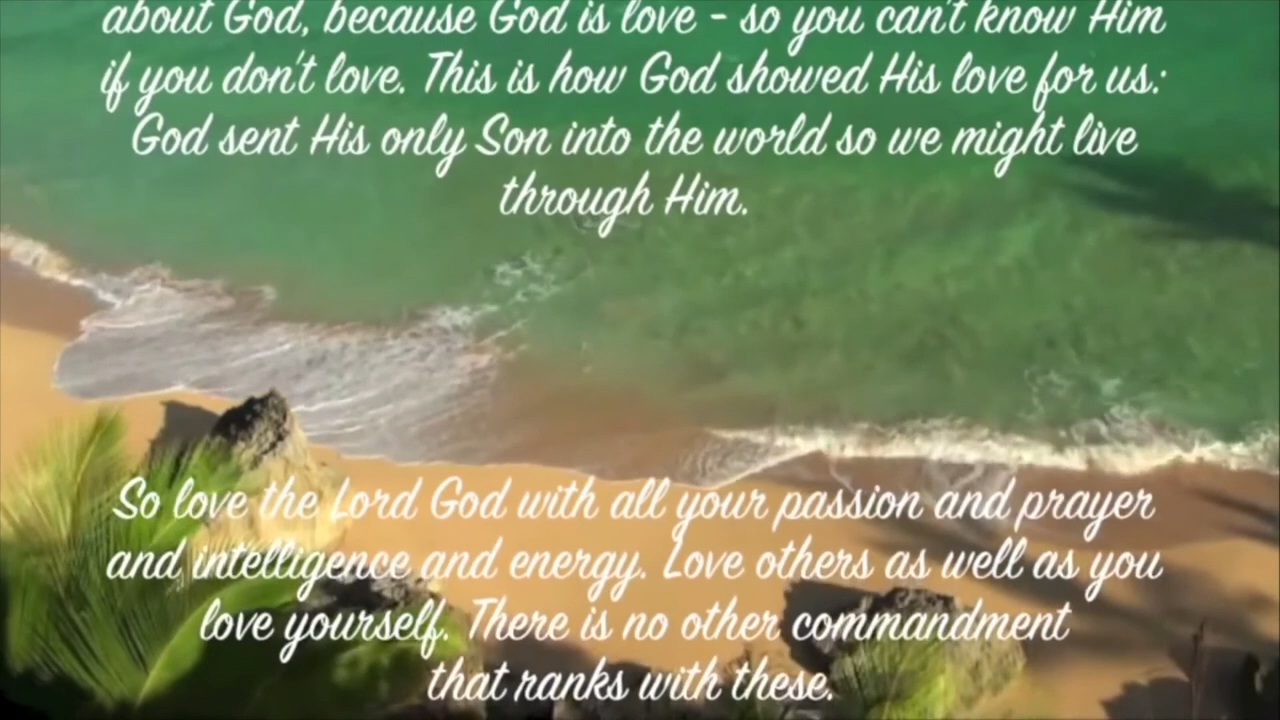 about God, because God is love - so you can't know Him
if you don't love. This is how God showed His love for us:
God sent His only Son into the world so we might live
through Him.
So love the Lord God with all your passion and prayer
and intelligence and energy. Love others as well as you
love yourself. There is no other commandment
that ranks with these.